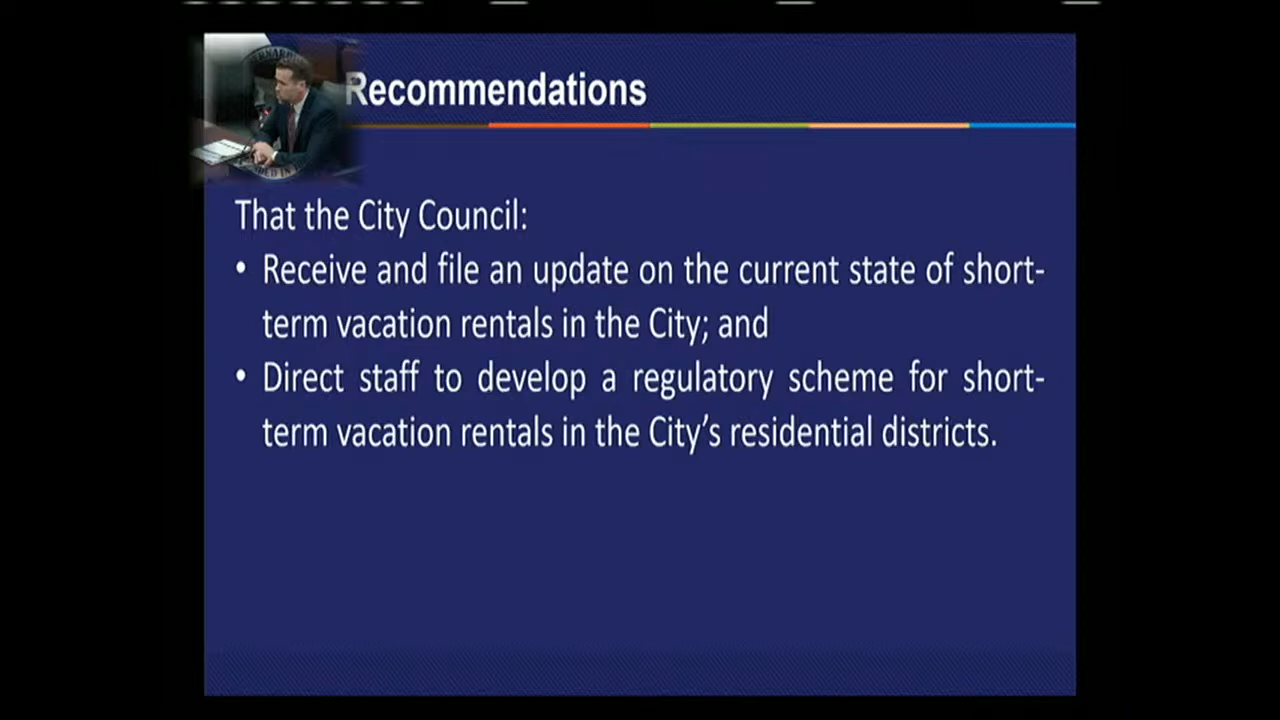 Recommendations
That the City Council:
• Receive and file an update on the current state of short-
term vacation rentals in the City; and
• Direct staff to develop a regulatory scheme for short-
term vacation rentals in the City's residential districts.